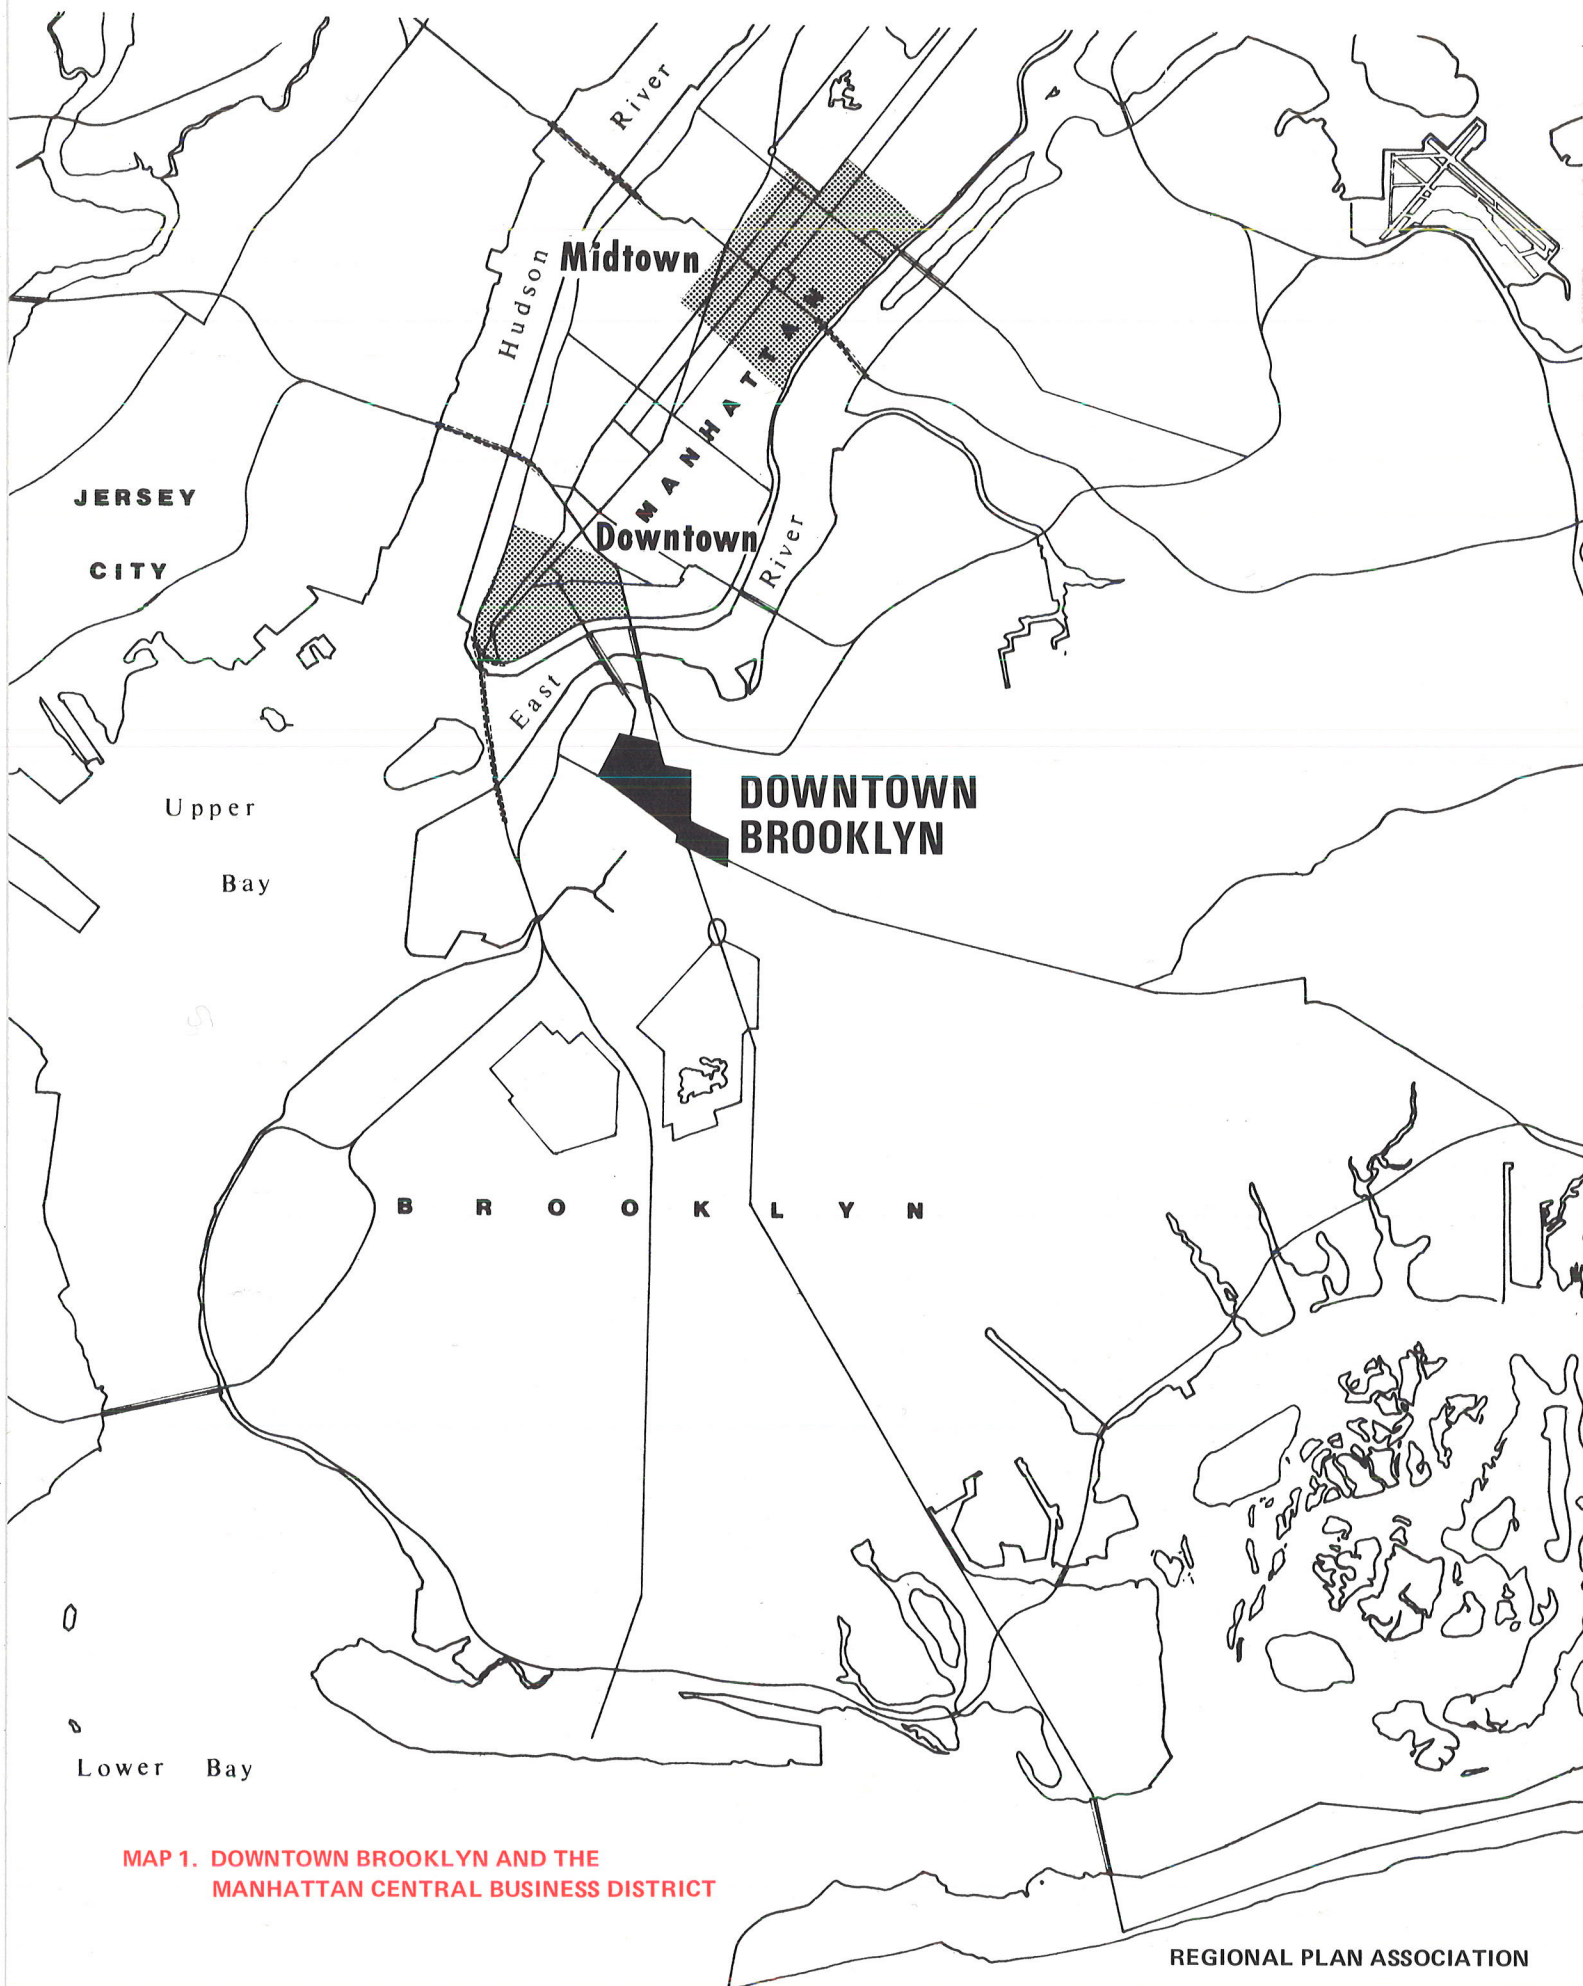 River
Hudson
Midtown
MANHATTAN
JERSEY
CITY
Downtown
River
East
DOWNTOWN
BROOKLYN
Upper
Bay
BROOKLYN
Lower Bay
MAP 1. DOWNTOWN BROOKLYN AND THE
MANHATTAN CENTRAL BUSINESS DISTRICT
REGIONAL PLAN ASSOCIATION